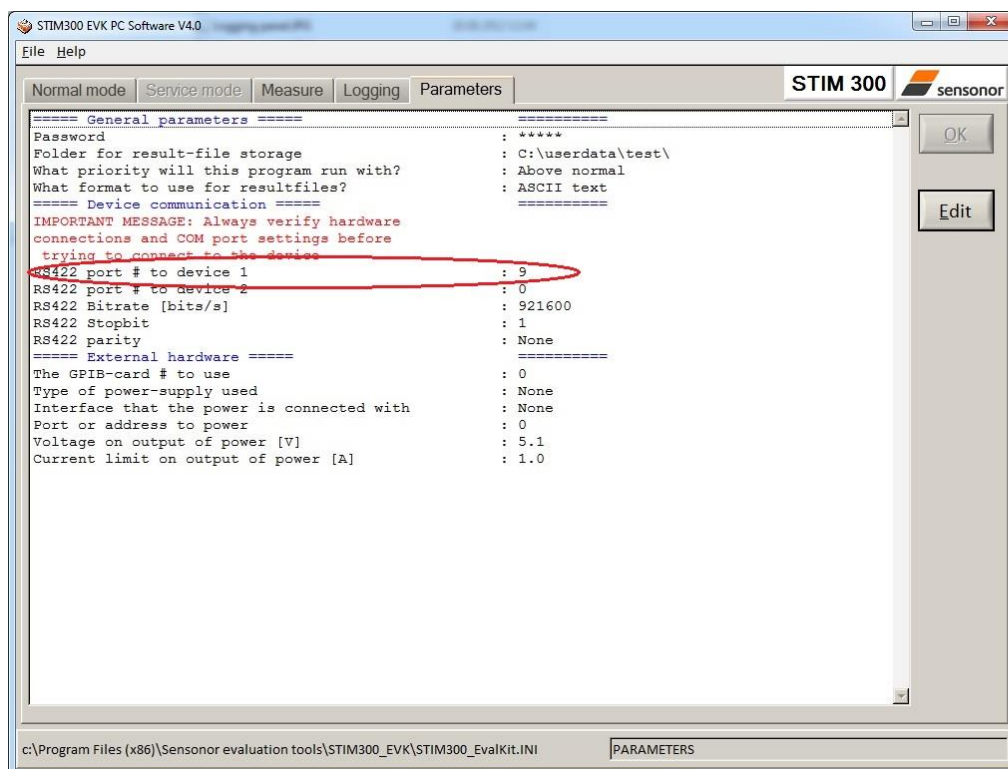 STIM300 EVK PC Software V4.0
File Help
Normal mode Service mode Measure Logging Parameters
STIM 300 sensonor
===== General parameters ===== ==========
Password : *****
Folder for result-file storage : C:\userdata\test\
What priority will this program run with? : Above normal
What format to use for resultfiles? : ASCII text
===== Device communication ===== ==========
IMPORTANT MESSAGE: Always verify hardware
connections and COM port settings before
trying to connect to the device
RS422 port # to device 1 : 9
RS422 port # to device 2 : 0
RS422 Bitrate [bits/s] : 921600
RS422 Stopbit : 1
RS422 parity : None
===== External hardware ===== ==========
The GPIB-card # to use : 0
Type of power-supply used : None
Interface that the power is connected with : None
Port or address to power : 0
Voltage on output of power [V] : 5.1
Current limit on output of power [A] : 1.0
OK
Edit
c:\Program Files (x86)\Sensonor evaluation tools\STIM300_EVK\STIM300_EvalKit.INI PARAMETERS